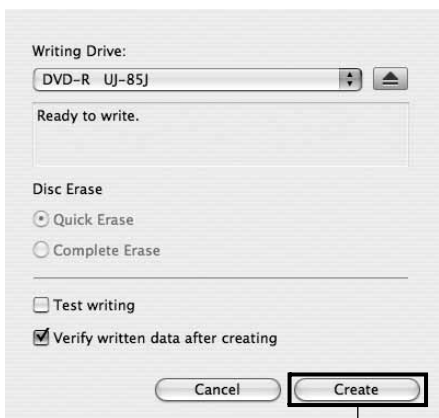 Writing Drive:
DVD-R UJ-85J
Ready to write.
Disc Erase
Quick Erase
Complete Erase
Test writing
Verify written data after creating
Cancel Create